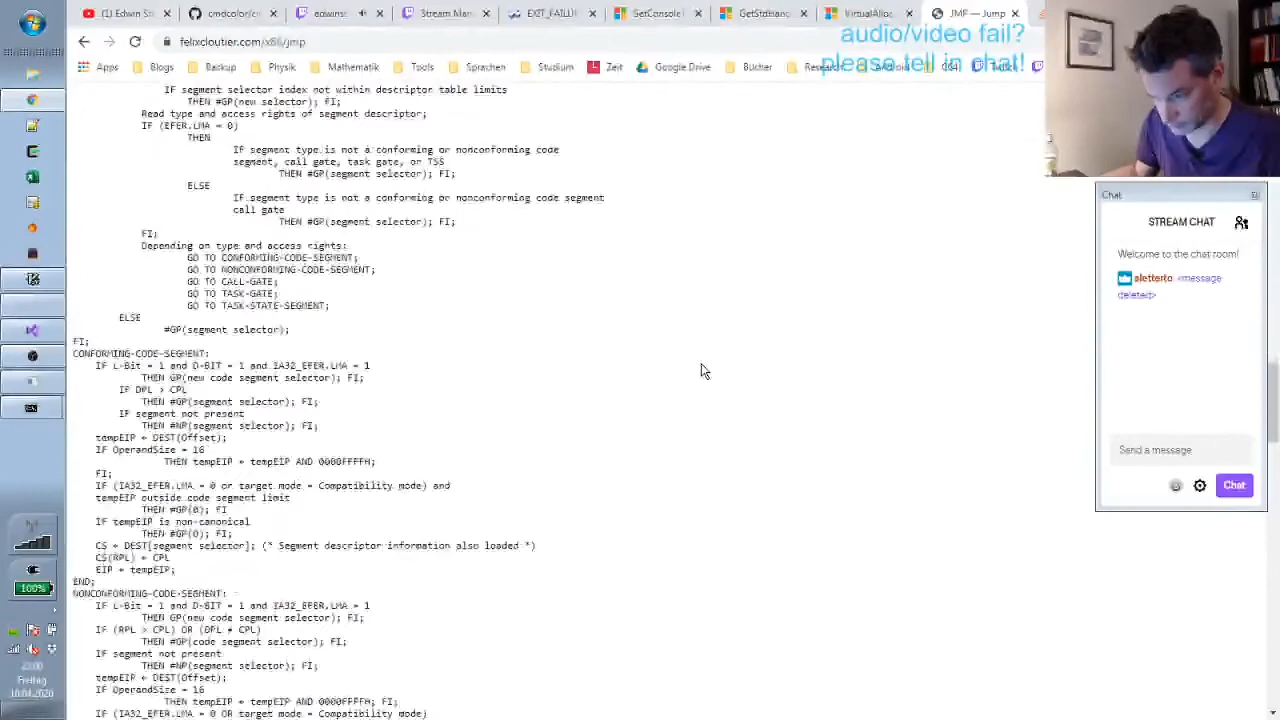 (1) Edwin St
cmdcolin/
edwins
Stream Ma
EXIT_FAILU
SetConsole
GetStdHan
VirtualAlloc
JMP — Jump
felixcloutier.com/x86/jmp
audio/video fail?
please tell in chat!
Apps
Blogs
Backup
Physik
Mathematik
Tools
Sprachen
Studium
Zeit
Google Drive
Bücher
C64
IF segment selector index not within descriptor table limits
THEN #GP(new selector); FI;
Read type and access rights of segment descriptor;
IF (EFER.LMA = 0)
THEN
IF segment type is not a conforming or nonconforming code
segment, call gate, task gate, or TSS
THEN #GP(segment selector); FI;
ELSE
IF segment type is not a conforming or nonconforming code segment
call gate
THEN #GP(segment selector); FI;
FI;
Depending on type and access rights:
GO TO CONFORMING-CODE-SEGMENT;
GO TO NONCONFORMING-CODE-SEGMENT;
GO TO CALL-GATE;
GO TO TASK-GATE;
GO TO TASK-STATE-SEGMENT;
ELSE
#GP(segment selector);
FI;
CONFORMING-CODE-SEGMENT:
IF L-Bit = 1 and D-BIT = 1 and IA32_EFER.LMA = 1
THEN GP(new code segment selector); FI;
IF DPL > CPL
THEN #GP(segment selector); FI;
IF segment not present
THEN #NP(segment selector); FI;
tempEIP ← DEST(Offset);
IF OperandSize = 16
THEN tempEIP ← tempEIP AND 0000FFFFH;
FI;
IF (IA32_EFER.LMA = 0 or target mode = Compatibility mode) and
tempEIP outside code segment limit
THEN #GP(0); FI
IF tempEIP is non-canonical
THEN #GP(0); FI;
CS ← DEST[segment selector]; (* Segment descriptor information also loaded *)
CS(RPL) ← CPL
EIP ← tempEIP;
END;
NONCONFORMING-CODE-SEGMENT:
IF L-Bit = 1 and D-BIT = 1 and IA32_EFER.LMA = 1
THEN GP(new code segment selector); FI;
IF (RPL > CPL) OR (DPL ≠ CPL)
THEN #GP(code segment selector); FI;
IF segment not present
THEN #NP(segment selector); FI;
tempEIP ← DEST(Offset);
IF OperandSize = 16
THEN tempEIP ← tempEIP AND 0000FFFFH; FI;
IF (IA32_EFER.LMA = 0 OR target mode = Compatibility mode)
Chat
STREAM CHAT
Welcome to the chat room!
aletterto <message
deleted>
Send a message
Chat
100%
Freitag
10.04.2020